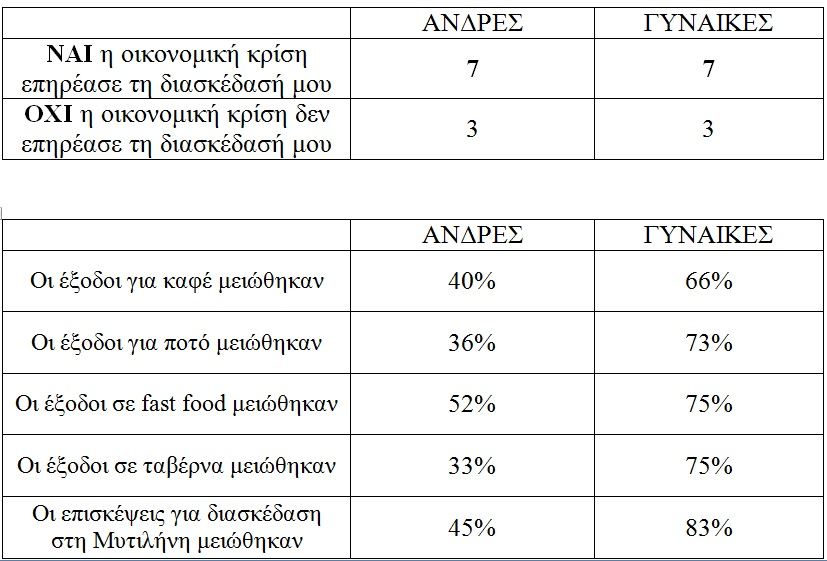 ΑΝΔΡΕΣ ΓΥΝΑΙΚΕΣ
ΝΑΙ η οικονομική κρίση
επηρέασε τη διασκέδασή μου
7 7
ΟΧΙ η οικονομική κρίση δεν
επηρέασε τη διασκέδασή μου
3 3
ΑΝΔΡΕΣ ΓΥΝΑΙΚΕΣ
Οι έξοδοι για καφέ μειώθηκαν 40% 66%
Οι έξοδοι για ποτό μειώθηκαν 36% 73%
Οι έξοδοι σε fast food μειώθηκαν 52% 75%
Οι έξοδοι σε ταβέρνα μειώθηκαν 33% 75%
Οι επισκέψεις για διασκέδαση
στη Μυτιλήνη μειώθηκαν
45% 83%